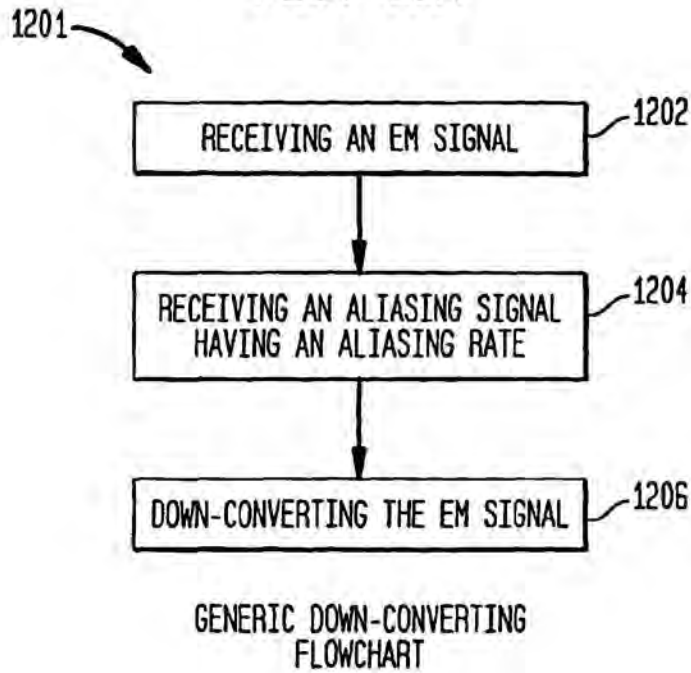 1201
RECEIVING AN EM SIGNAL
1202
RECEIVING AN ALIASING SIGNAL
HAVING AN ALIASING RATE
1204
DOWN-CONVERTING THE EM SIGNAL
1206
GENERIC DOWN-CONVERTING
FLOWCHART